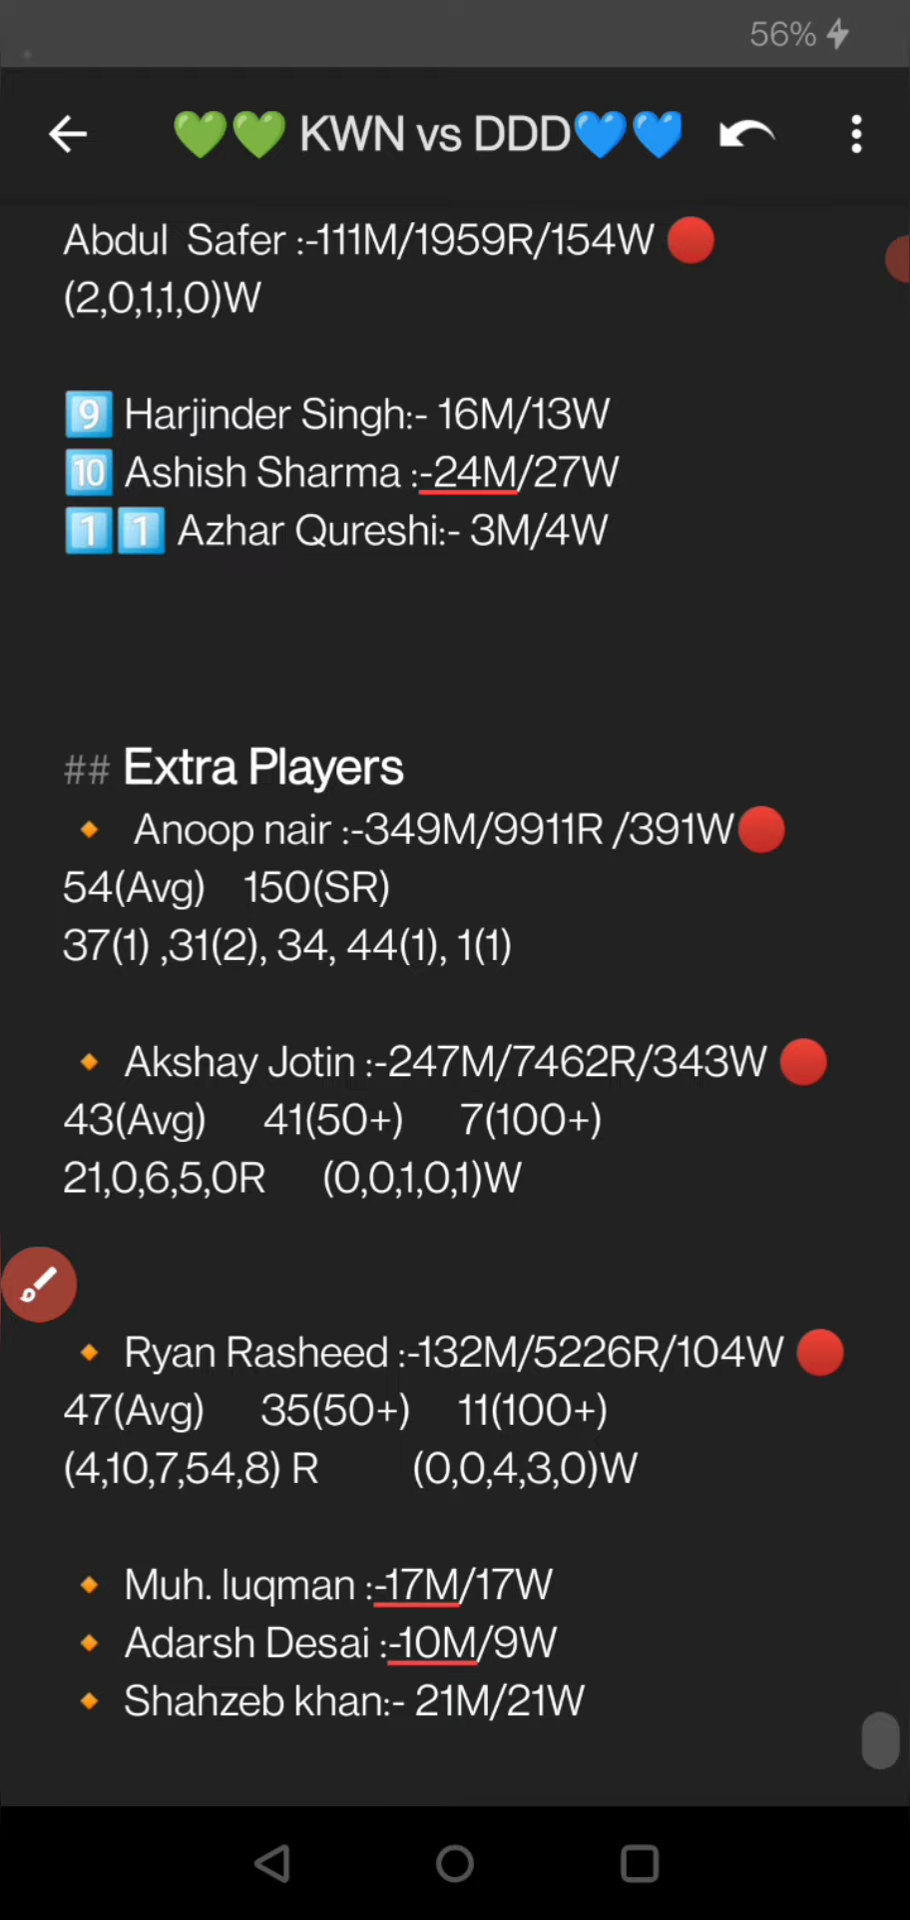 56%
💚💚 KWN vs DDD💙💙
Abdul Safer :-111M/1959R/154W 🔴
(2,0,1,1,0)W
9️⃣ Harjinder Singh:- 16M/13W
🔟 Ashish Sharma :-24M/27W
1️⃣1️⃣ Azhar Qureshi:- 3M/4W
## Extra Players
🔸 Anoop nair :-349M/9911R /391W🔴
54(Avg) 150(SR)
37(1) ,31(2), 34, 44(1), 1(1)
🔸 Akshay Jotin :-247M/7462R/343W 🔴
43(Avg) 41(50+) 7(100+)
21,0,6,5,0R (0,0,1,0,1)W
🔸 Ryan Rasheed :-132M/5226R/104W 🔴
47(Avg) 35(50+) 11(100+)
(4,10,7,54,8) R (0,0,4,3,0)W
🔸 Muh. luqman :-17M/17W
🔸 Adarsh Desai :-10M/9W
🔸 Shahzeb khan:- 21M/21W